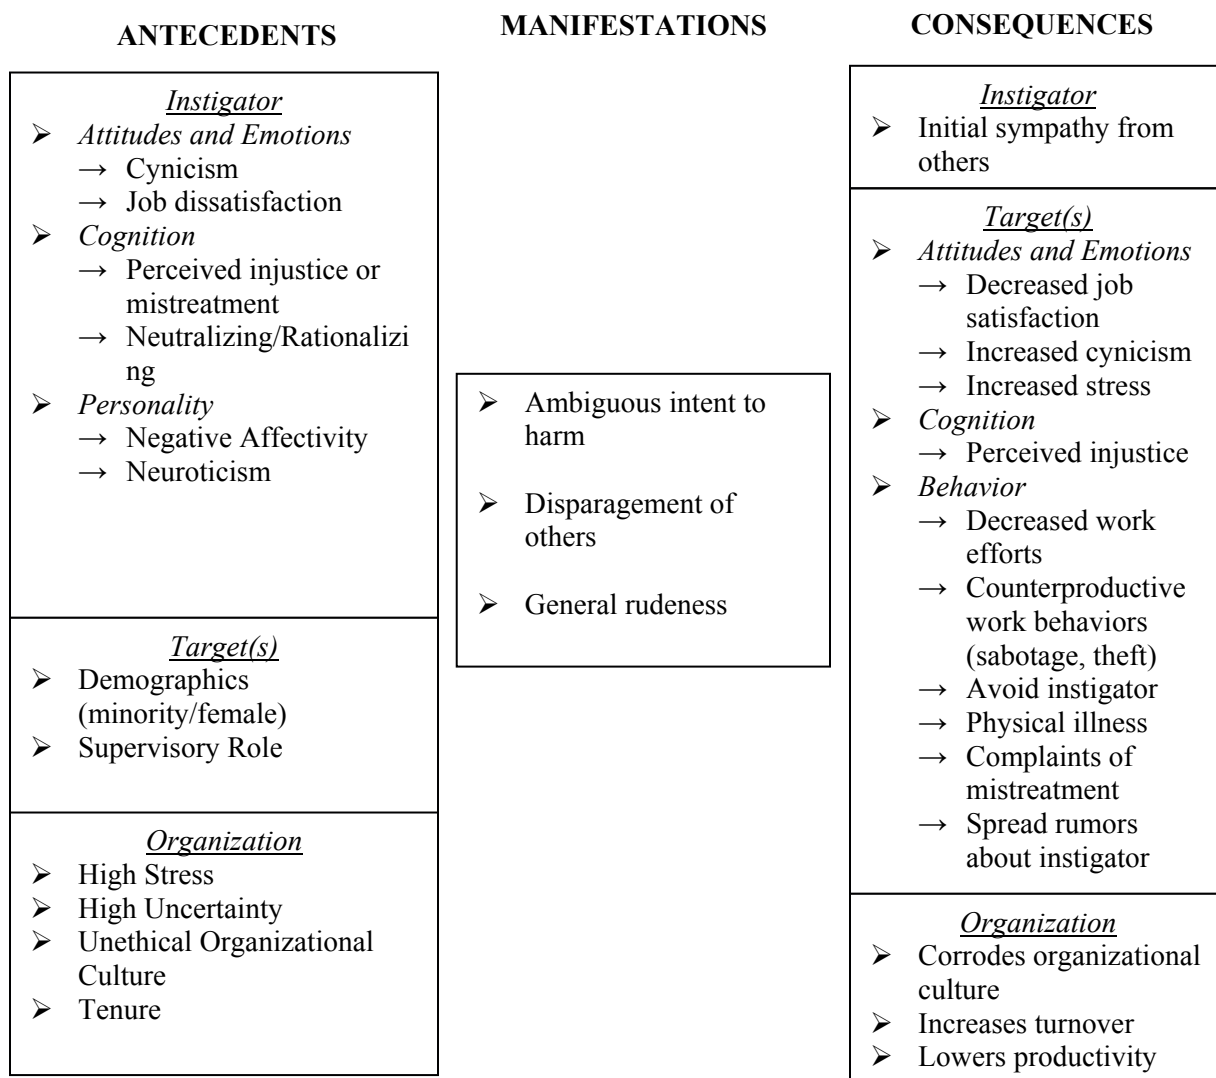 ANTECEDENTS
Instigator
➢ Attitudes and Emotions
→ Cynicism
→ Job dissatisfaction
➢ Cognition
→ Perceived injustice or
mistreatment
→ Neutralizing/Rationalizi
ng
➢ Personality
→ Negative Affectivity
→ Neuroticism
Target(s)
➢ Demographics
(minority/female)
➢ Supervisory Role
Organization
➢ High Stress
➢ High Uncertainty
➢ Unethical Organizational
Culture
➢ Tenure
MANIFESTATIONS
➢ Ambiguous intent to
harm
➢ Disparagement of
others
➢ General rudeness
CONSEQUENCES
Instigator
➢ Initial sympathy from
others
Target(s)
➢ Attitudes and Emotions
→ Decreased job
satisfaction
→ Increased cynicism
→ Increased stress
➢ Cognition
→ Perceived injustice
➢ Behavior
→ Decreased work
efforts
→ Counterproductive
work behaviors
(sabotage, theft)
→ Avoid instigator
→ Physical illness
→ Complaints of
mistreatment
→ Spread rumors
about instigator
Organization
➢ Corrodes organizational
culture
➢ Increases turnover
➢ Lowers productivity